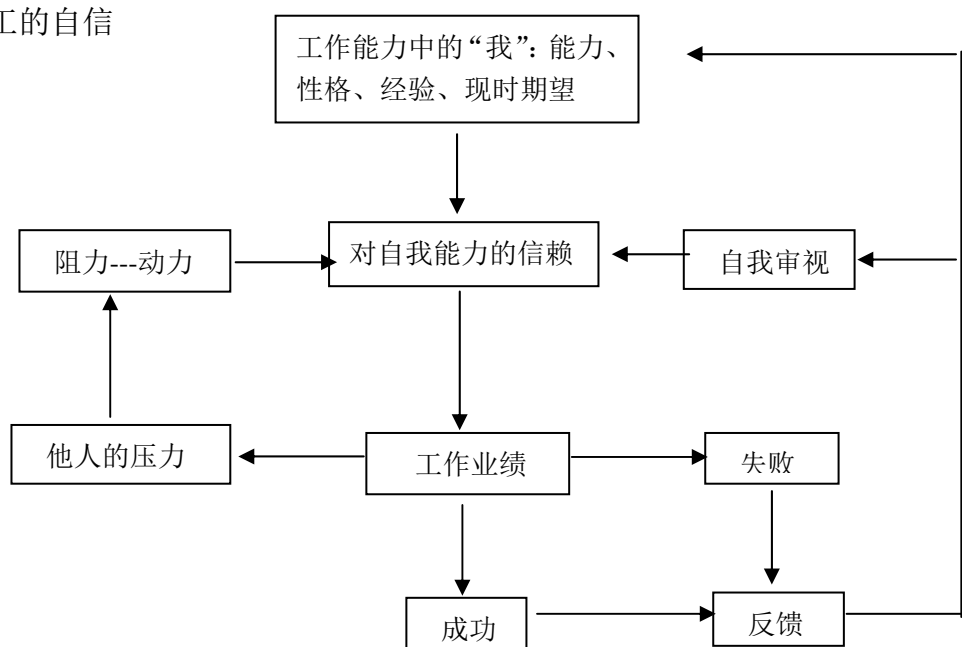 工的自信
工作能力中的“我”：能力、
性格、经验、现时期望
阻力---动力
对自我能力的信赖
自我审视
他人的压力
工作业绩
失败
成功
反馈